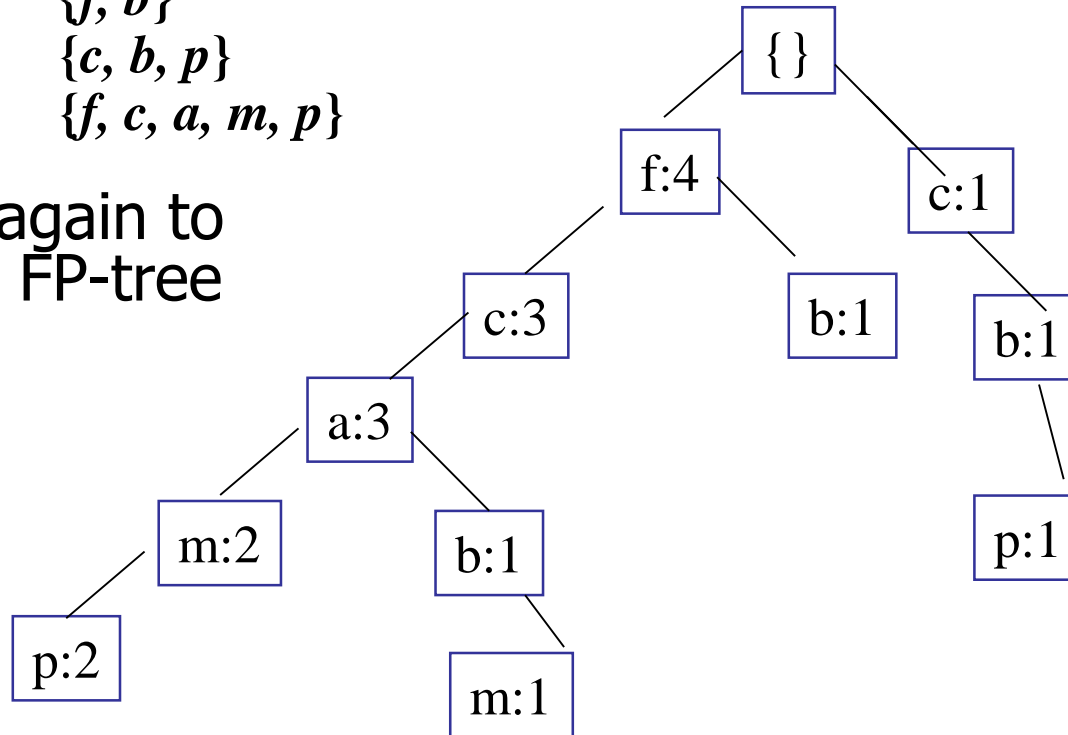 {f, b}
{c, b, p}
{f, c, a, m, p}
again to
FP-tree
{}
f:4
c:1
c:3
b:1
b:1
a:3
m:2
b:1
p:1
p:2
m:1